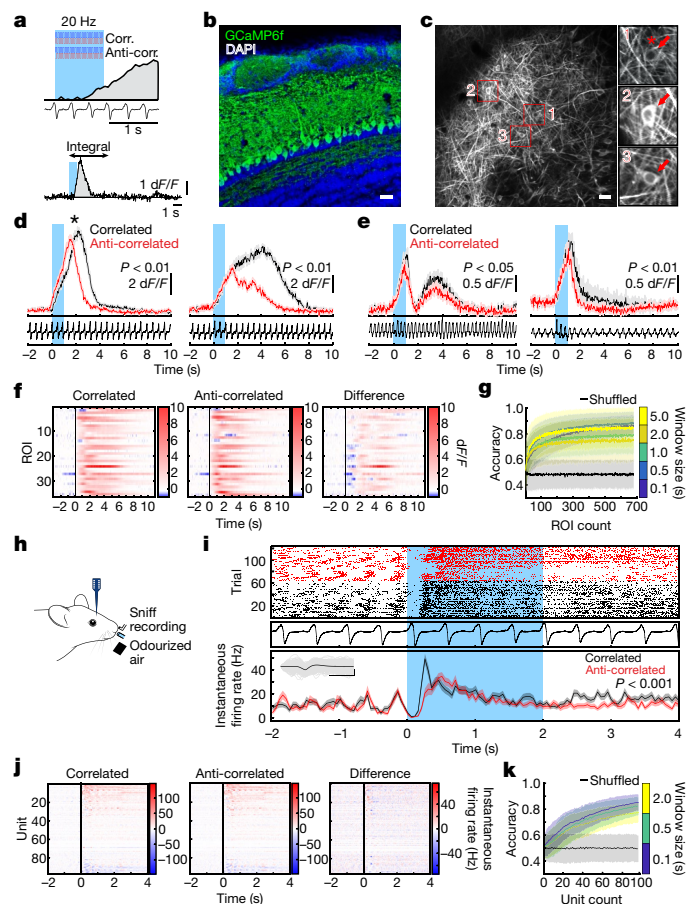 a
20 Hz
Corr.
Anti-corr.
1 s
Integral
1 dF/F
1 s
b
GCaMP6f
DAPI
c
2
1
3
1
*
2
3
d
Correlated
Anti-correlated
*
P < 0.01
2 dF/F
P < 0.01
2 dF/F
−2 0 2 4 6 8 10
−2 0 2 4 6 8 10
Time (s)
e
Correlated
Anti-correlated
P < 0.05
0.5 dF/F
P < 0.01
0.5 dF/F
−2 0 2 4 6 8 10
−2 0 2 4 6 8 10
Time (s)
f
Correlated
Anti-correlated
Difference
ROI
10
20
30
10
8
6
4
2
0
10
8
6
4
2
0
10
8
6
4
2
0
dF/F
−2 0 2 4 6 8 10
−2 0 2 4 6 8 10
−2 0 2 4 6 8 10
Time (s)
g
Shuffled
Accuracy
1.0
0.8
0.6
0.4
100 300 500 700
ROI count
5.0
2.0
1.0
0.5
0.1
Window size (s)
h
Sniff
recording
Odourized
air
i
Trial
100
60
20
Instantaneous
firing rate (Hz)
40
20
0
Correlated
Anti-correlated
P < 0.001
−2 −1 0 1 2 3 4
Time (s)
j
Correlated
Anti-correlated
Difference
Unit
20
40
60
80
100
50
0
−50
−100
100
50
0
−50
−100
40
0
−40
Instantaneous
firing rate (Hz)
−2 0 2 4
−2 0 2 4
−2 0 2 4
Time (s)
k
Shuffled
Accuracy
1.0
0.8
0.6
0.4
0 20 40 60 80 100
Unit count
2.0
0.5
0.1
Window size (s)